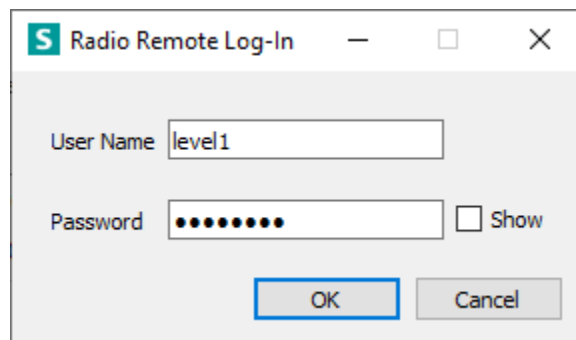 S Radio Remote Log-In
User Name level1
Password ●●●●●●●● Show
OK Cancel